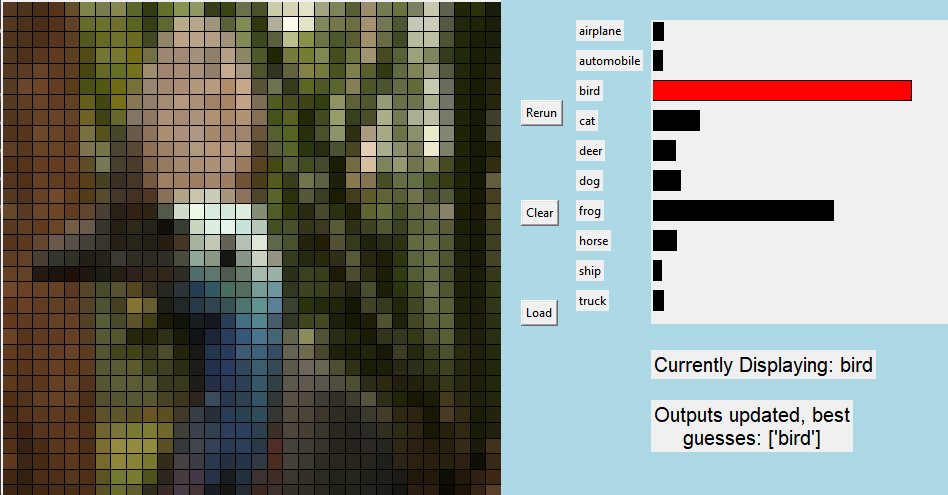 airplane
automobile
bird
Rerun
cat
deer
dog
Clear
frog
horse
ship
Load
truck
Currently Displaying: bird
Outputs updated, best
guesses: ['bird']